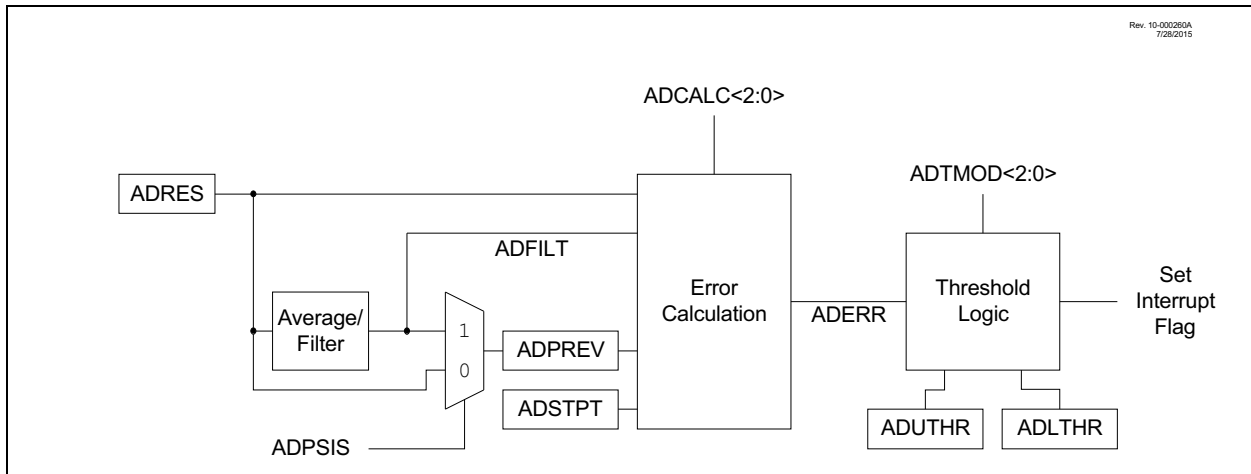 Rev. 10-000260A
7/28/2015
ADCALC<2:0>
ADTMOD<2:0>
ADRES
ADFILT
Error
Calculation
Threshold
Logic
Set
Interrupt
Flag
ADERR
Average/
Filter
1
0
ADPREV
ADSTPT
ADUTHR
ADLTHR
ADPSIS